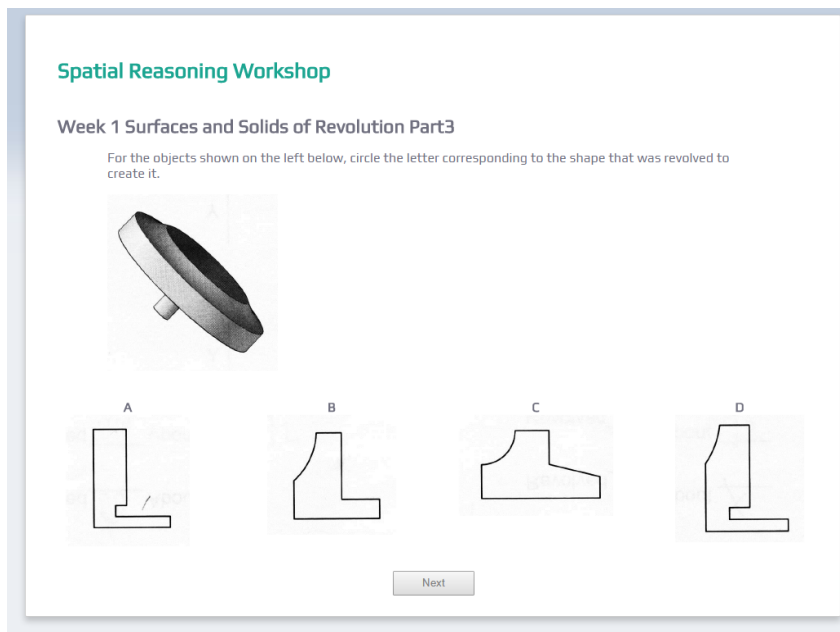 Spatial Reasoning Workshop
Week 1 Surfaces and Solids of Revolution Part3
For the objects shown on the left below, circle the letter corresponding to the shape that was revolved to
create it.
A B C D
Next